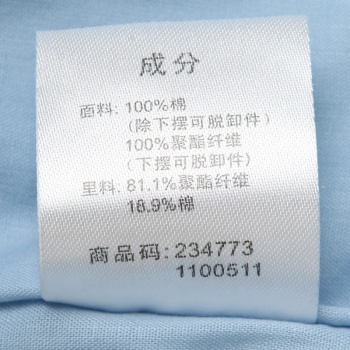 成分
面料: 100%棉
(除下摆可脱卸件)
100%聚酯纤维
(下摆可脱卸件)
里料: 81.1%聚酯纤维
18.9%棉
商品码: 234773
1100511